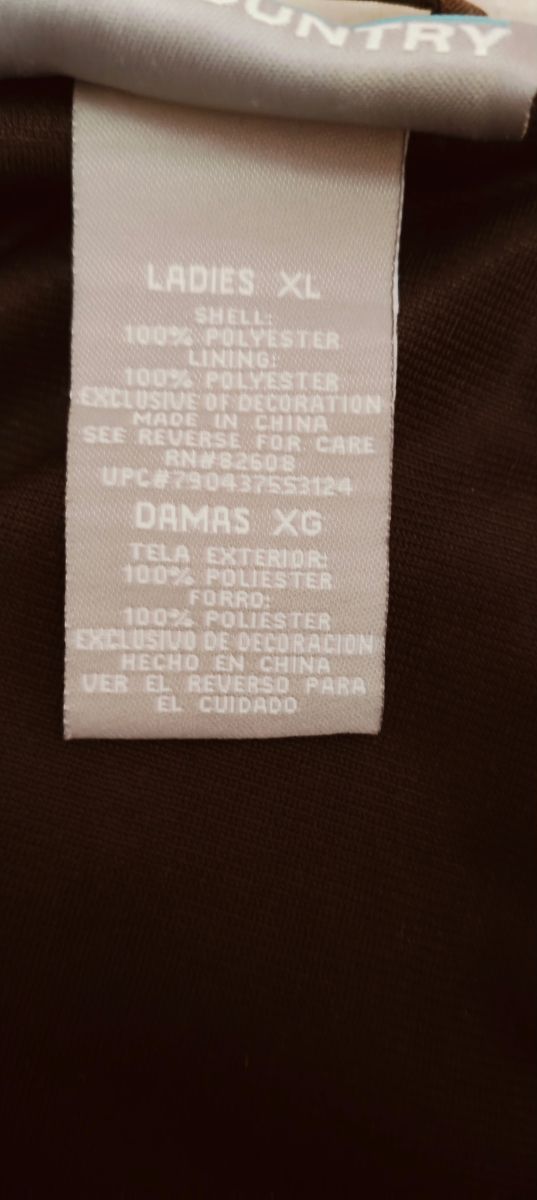 OUNTRY
LADIES XL
SHELL:
100% POLYESTER
LINING:
100% POLYESTER
EXCLUSIVE OF DECORATION
MADE IN CHINA
SEE REVERSE FOR CARE
RN#82608
UPC#790437553124
DAMAS XG
TELA EXTERIOR:
100% POLIESTER
FORRO:
100% POLIESTER
EXCLUSIVO DE DECORACION
HECHO EN CHINA
VER EL REVERSO PARA
EL CUIDADO